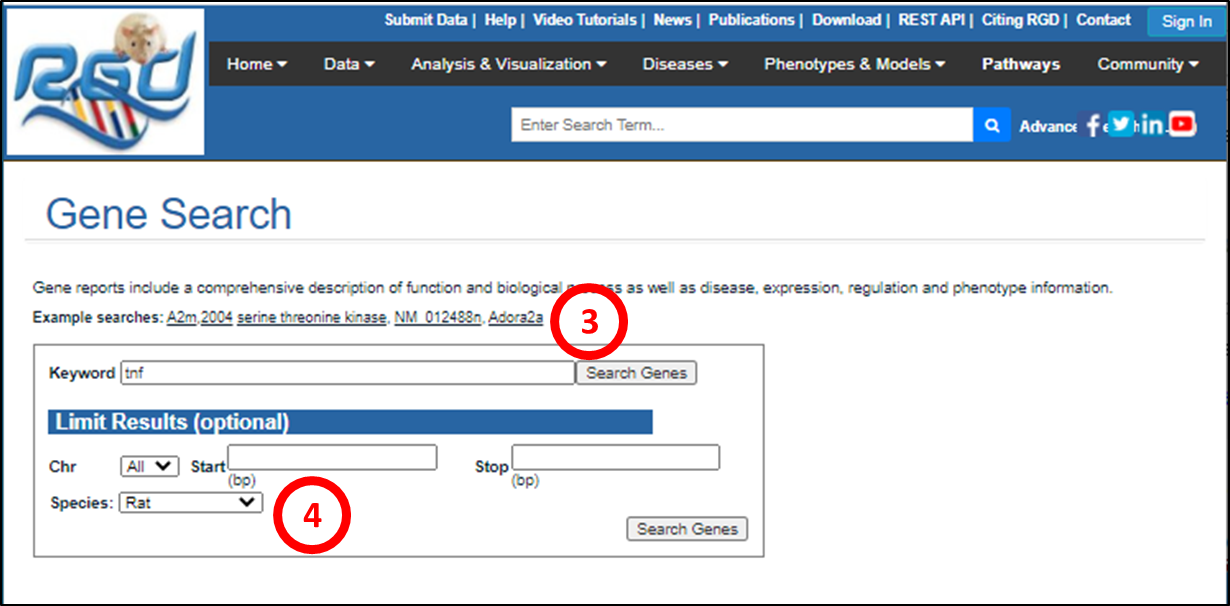 Submit Data | Help | Video Tutorials | News | Publications | Download | REST API | Citing RGD | Contact Sign In
RGD
Home Data Analysis & Visualization Diseases Phenotypes & Models Pathways Community
Enter Search Term...
Gene Search
Gene reports include a comprehensive description of function and biological as well as disease, expression, regulation and phenotype information.
Example searches: A2m,2004 serine threonine kinase, NM_012488n, Adora2a
3
Keyword tnf Search Genes
Limit Results (optional)
Chr All Start Stop
(bp) (bp)
Species: Rat
4
Search Genes